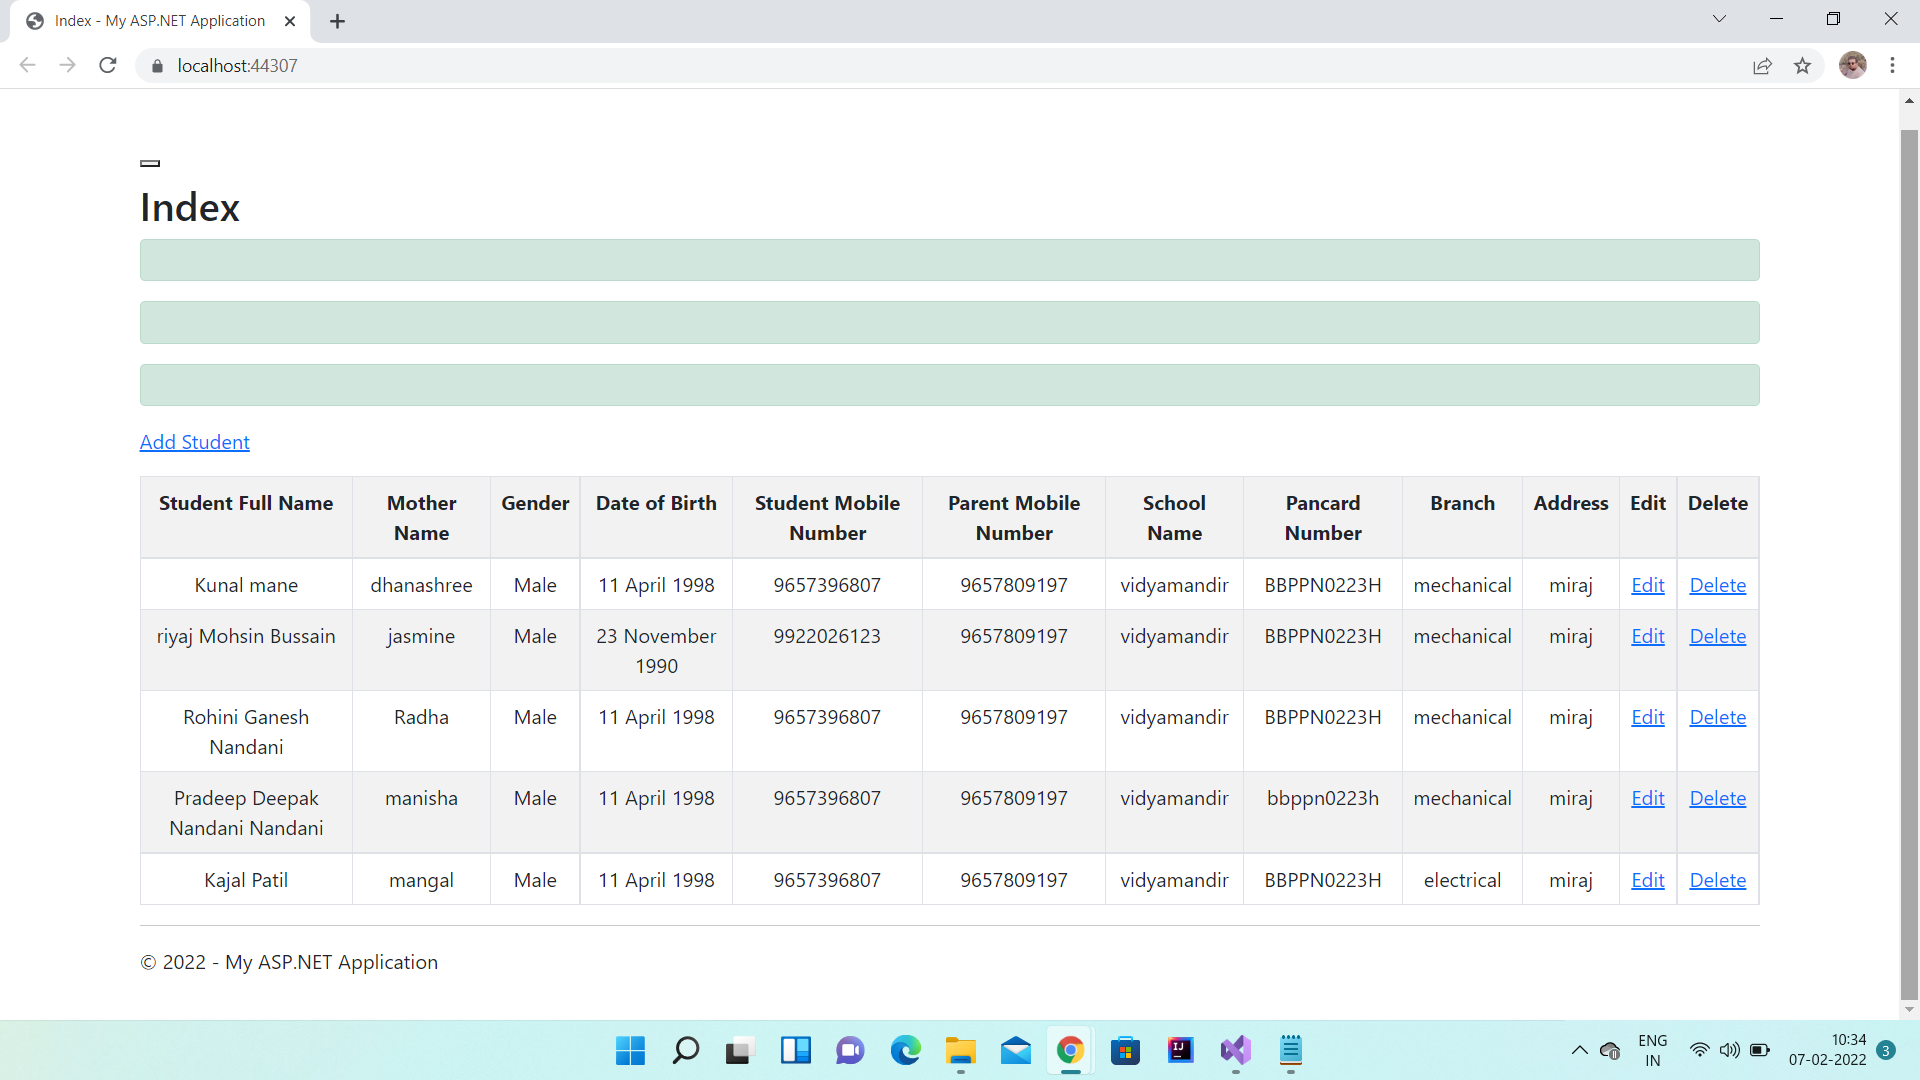 Index - My ASP.NET Application
localhost:44307
Index
Add Student
Student Full Name Mother Name Gender Date of Birth Student Mobile Number Parent Mobile Number School Name Pancard Number Branch Address Edit Delete
Kunal mane dhanashree Male 11 April 1998 9657396807 9657809197 vidyamandir BBPPN0223H mechanical miraj Edit Delete
riyaj Mohsin Bussain jasmine Male 23 November 1990 9922026123 9657809197 vidyamandir BBPPN0223H mechanical miraj Edit Delete
Rohini Ganesh Nandani Radha Male 11 April 1998 9657396807 9657809197 vidyamandir BBPPN0223H mechanical miraj Edit Delete
Pradeep Deepak Nandani Nandani manisha Male 11 April 1998 9657396807 9657809197 vidyamandir bbppn0223h mechanical miraj Edit Delete
Kajal Patil mangal Male 11 April 1998 9657396807 9657809197 vidyamandir BBPPN0223H electrical miraj Edit Delete
© 2022 - My ASP.NET Application
IJ
ENG
IN
10:34
07-02-2022
3